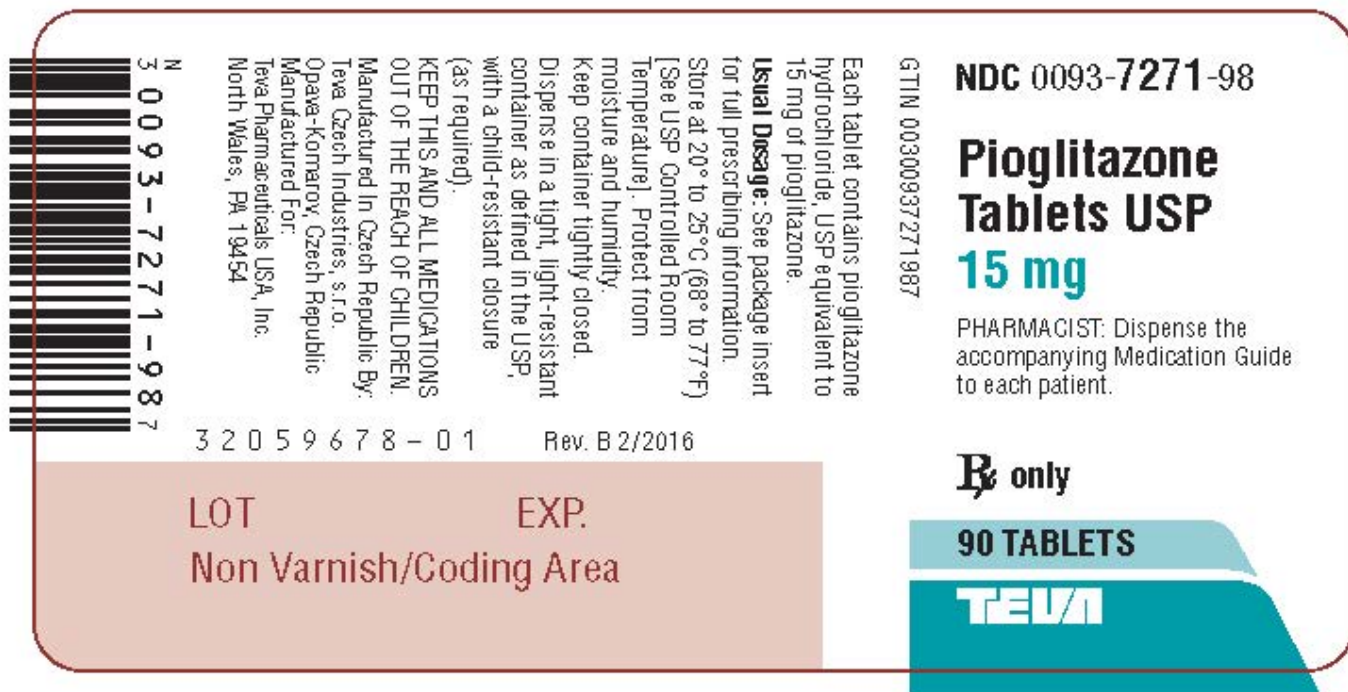 NDC 0093-7271-98
Pioglitazone
Tablets USP
15 mg
PHARMACIST: Dispense the
accompanying Medication Guide
to each patient.
Rx only
90 TABLETS
TEVA
GTIN 00300937271987
Each tablet contains pioglitazone
hydrochloride, USP equivalent to
15 mg of pioglitazone.
Usual Dosage: See package insert
for full prescribing information.
Store at 20° to 25°C (68° to 77°F)
[See USP Controlled Room
Temperature]. Protect from
moisture and humidity.
Keep container tightly closed.
Dispense in a tight, light-resistant
container as defined in the USP,
with a child-resistant closure
(as required).
KEEP THIS AND ALL MEDICATIONS
OUT OF THE REACH OF CHILDREN.
Manufactured In Czech Republic By:
Teva Czech Industries, s.r.o.
Opava-Komarov, Czech Republic
Manufactured For:
Teva Pharmaceuticals USA, Inc.
North Wales, PA 19454
N
3 0093-7271-98 7
32059678-01 Rev. B 2/2016
LOT EXP.
Non Varnish/Coding Area